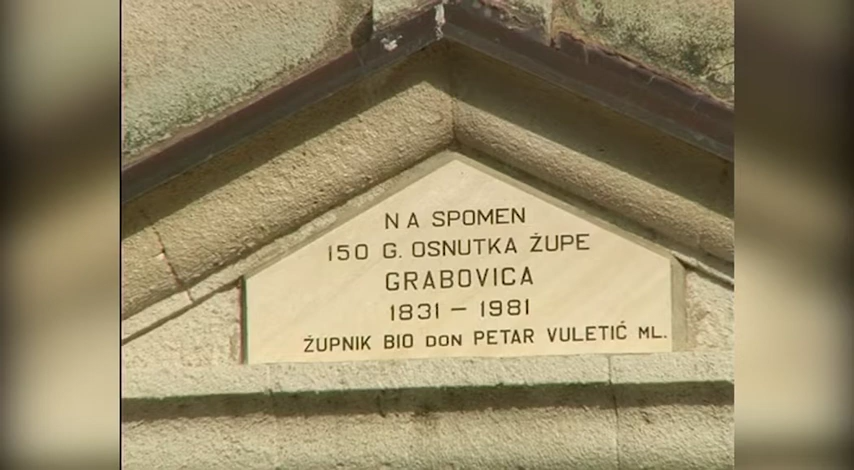 NA SPOMEN
150 G. OSNUTKA ŽUPE
GRABOVICA
1831 – 1981
ŽUPNIK BIO DON PETAR VULETIĆ ML.